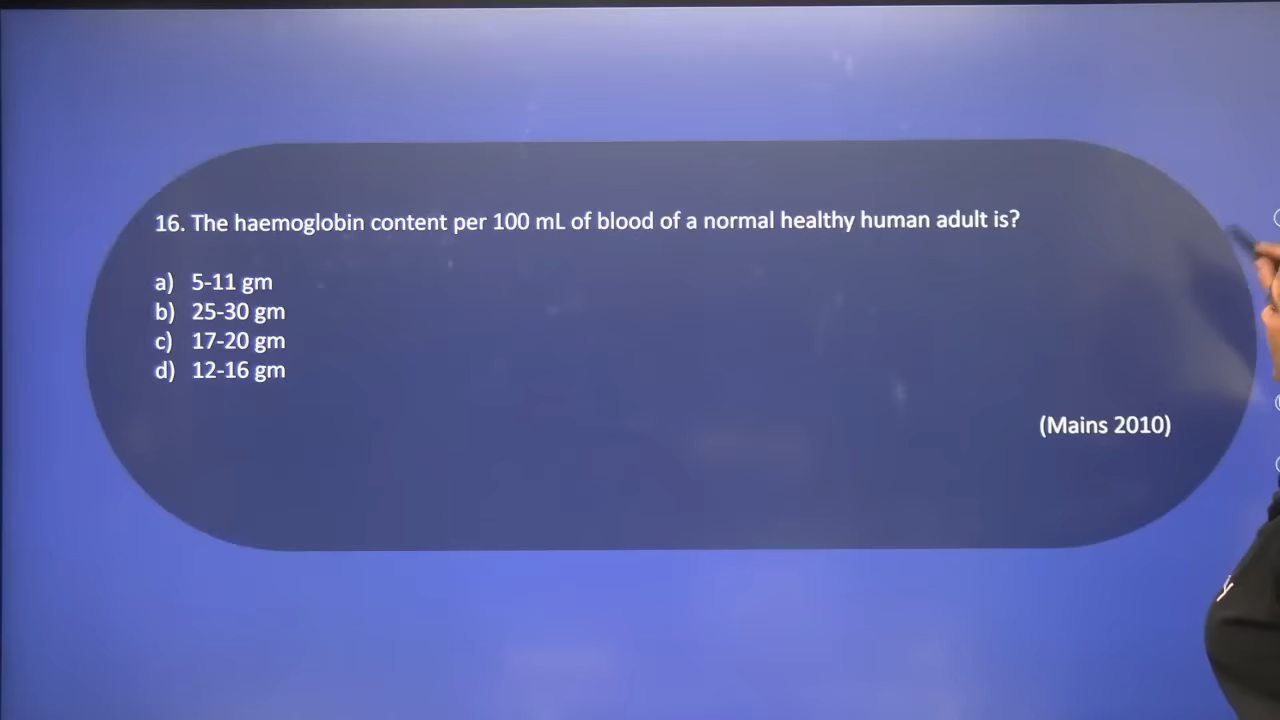 16. The haemoglobin content per 100 mL of blood of a normal healthy human adult is?
a) 5-11 gm
b) 25-30 gm
c) 17-20 gm
d) 12-16 gm
(Mains 2010)